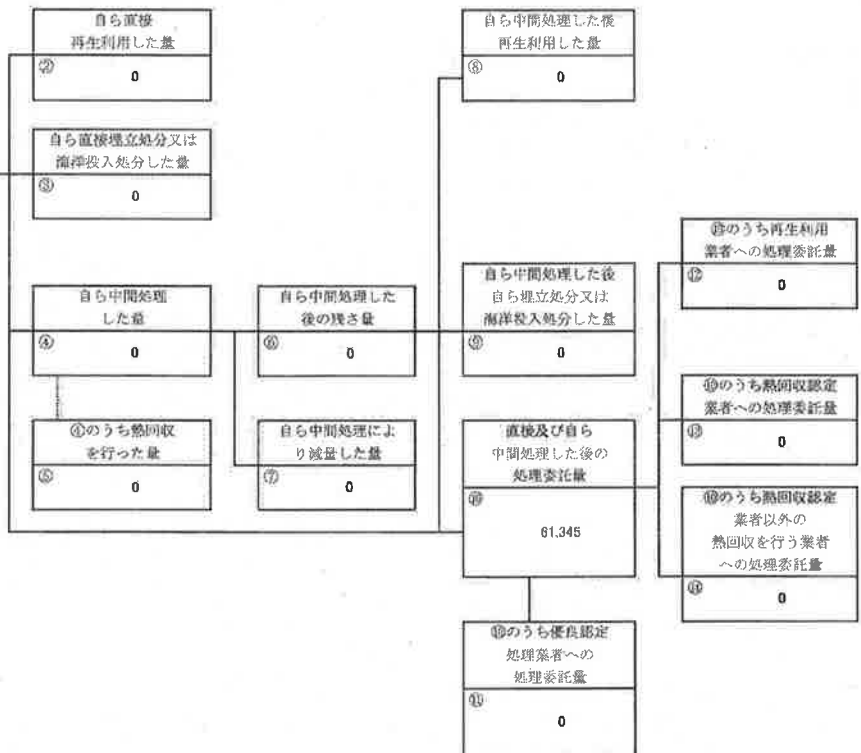 自ら直接
再生利用した量
②
0
自ら直接埋立処分又は
海洋投入処分した量
③
0
自ら中間処理
した量
④
0
④のうち熱回収
を行った量
⑤
0
自ら中間処理した
後の残さ量
⑥
0
自ら中間処理によ
り減量した量
⑦
0
自ら中間処理した後
再生利用した量
⑧
0
自ら中間処理した後
自ら埋立処分又は
海洋投入処分した量
⑨
0
直接及び自ら
中間処理した後の
処理委託量
⑩
61.345
⑩のうち優良認定
処理業者への
処理委託量
⑪
0
⑩のうち再生利用
業者への処理委託量
⑫
0
⑩のうち熱回収認定
業者への処理委託量
⑬
0
⑩のうち熱回収認定
業者以外の
熱回収を行う業者
への処理委託量
⑭
0